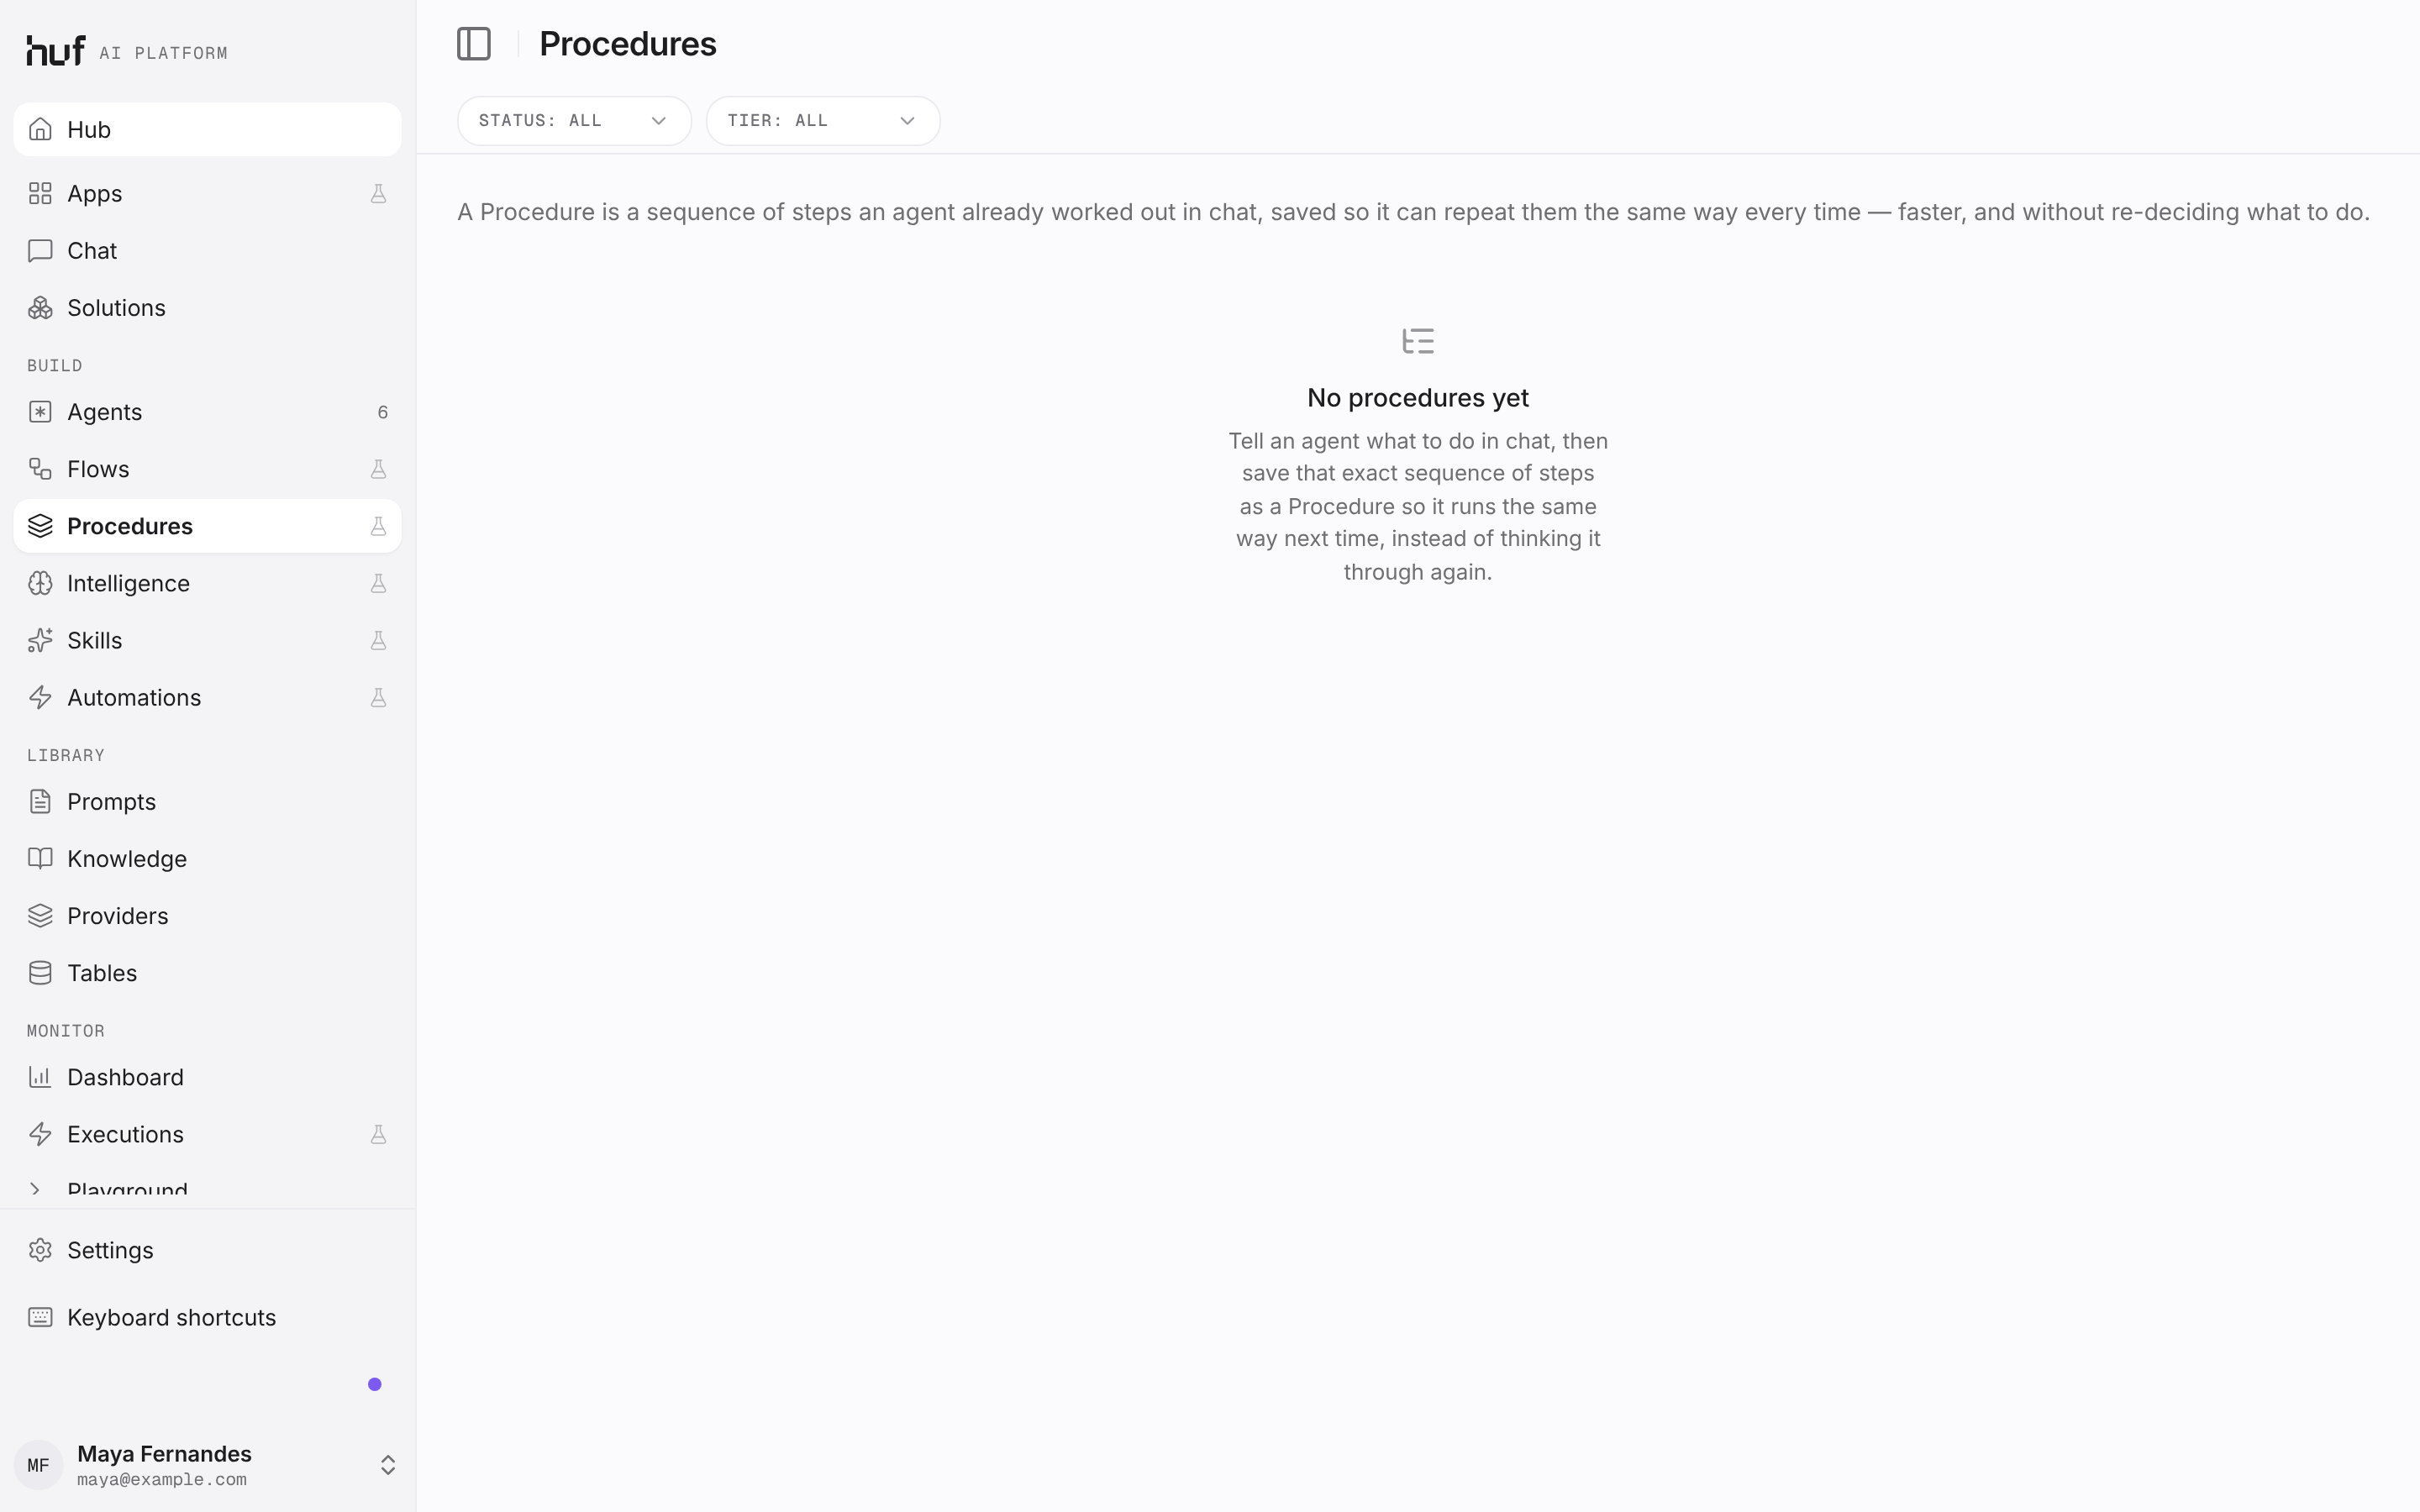 huf AI PLATFORM
Hub
Apps
Chat
Solutions
BUILD
Agents 6
Flows
Procedures
Intelligence
Skills
Automations
LIBRARY
Prompts
Knowledge
Providers
Tables
MONITOR
Dashboard
Executions
Playground
Settings
Keyboard shortcuts
MF
Maya Fernandes
maya@example.com
Procedures
STATUS: ALL
TIER: ALL
A Procedure is a sequence of steps an agent already worked out in chat, saved so it can repeat them the same way every time — faster, and without re-deciding what to do.
No procedures yet
Tell an agent what to do in chat, then
save that exact sequence of steps
as a Procedure so it runs the same
way next time, instead of thinking it
through again.